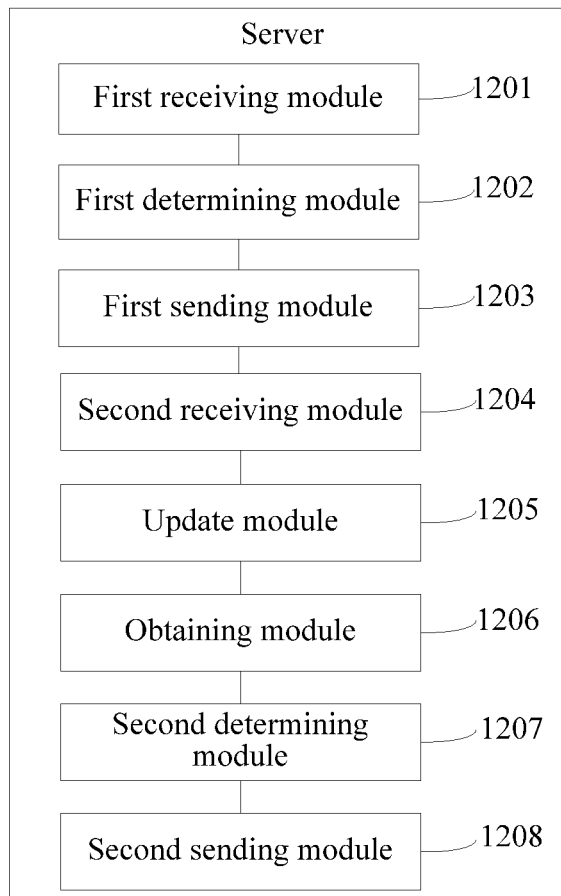 Server
First receiving module
1201
First determining module
1202
First sending module
1203
Second receiving module
1204
Update module
1205
Obtaining module
1206
Second determining
module
1207
Second sending module
1208